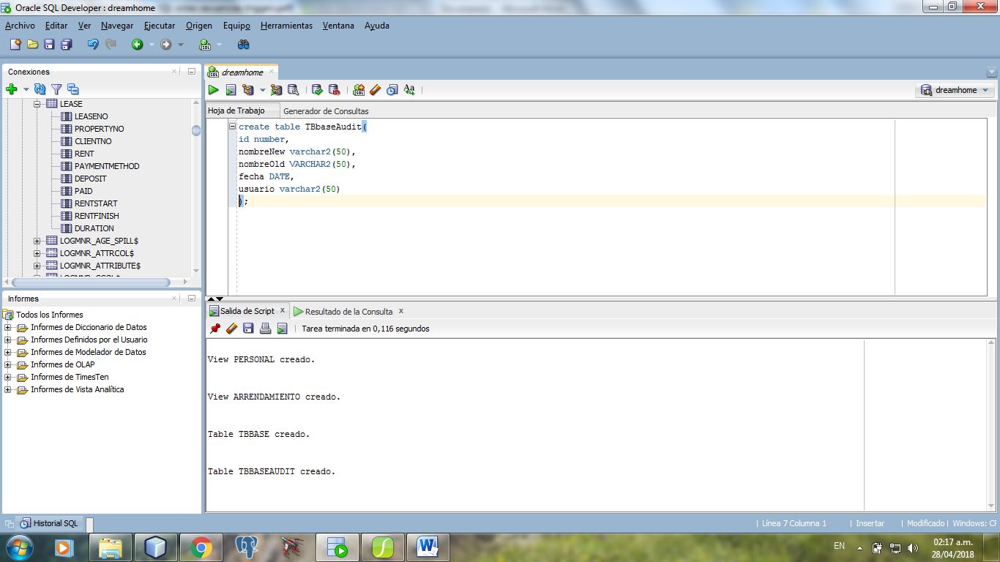 Oracle SQL Developer : dreamhome
Archivo Editar Ver Navegar Ejecutar Origen Equipo Herramientas Ventana Ayuda
Conexiones
LEASE
LEASENO
PROPERTYNO
CLIENTNO
RENT
PAYMENTMETHOD
DEPOSIT
PAID
RENTSTART
RENTFINISH
DURATION
LOGMNR_AGE_SPILL$
LOGMNR_ATTRCOL$
LOGMNR_ATTRIBUTE$
Informes
Todos los Informes
Informes de Diccionario de Datos
Informes Definidos por el Usuario
Informes de Modelador de Datos
Informes de OLAP
Informes de TimesTen
Informes de Vista Analítica
dreamhome
dreamhome
Hoja de Trabajo Generador de Consultas
create table TBbaseAudit(
id number,
nombreNew varchar2(50),
nombreOld VARCHAR2(50),
fecha DATE,
usuario varchar2(50)
);
Salida de Script x Resultado de la Consulta x
Tarea terminada en 0,116 segundos
View PERSONAL creado.
View ARRENDAMIENTO creado.
Table TBBASE creado.
Table TBBASEAUDIT creado.
Historial SQL
Línea 7 Columna 1 | Insertar | Modificado | Windows:
EN
02:17 a.m.
28/04/2018